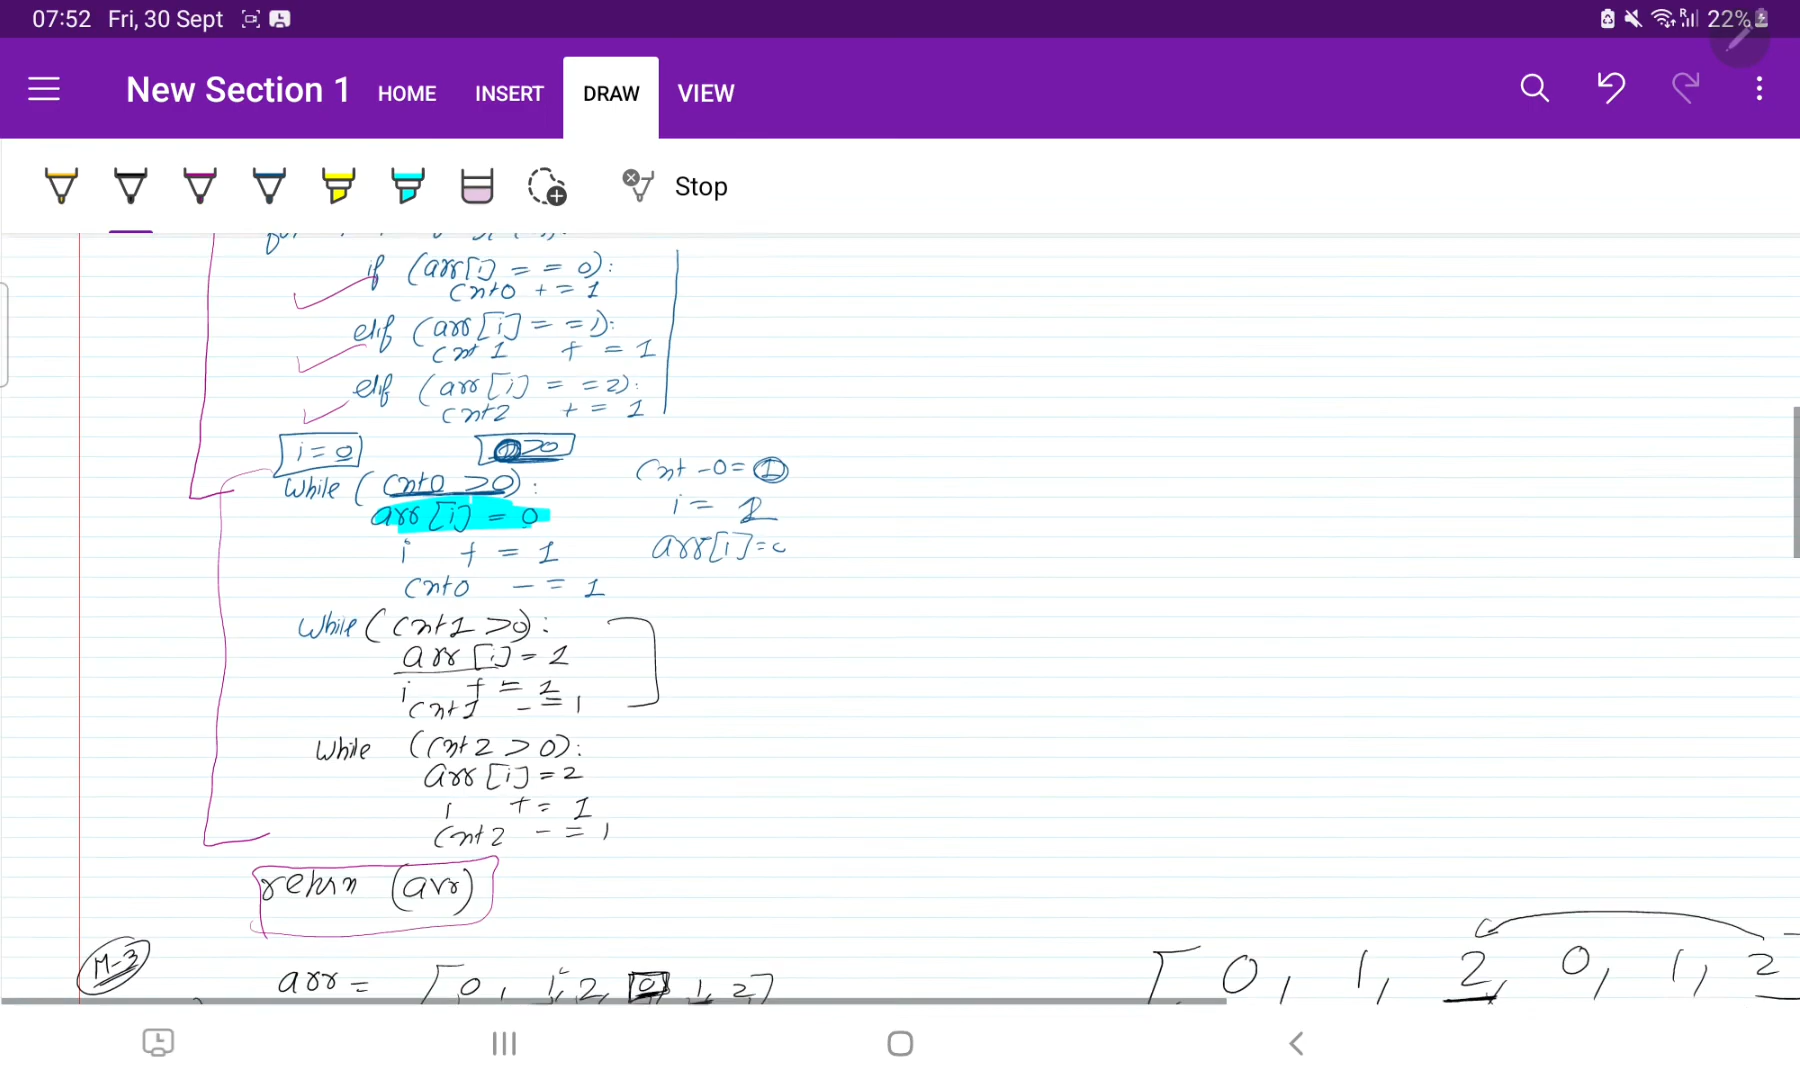 07:52 Fri, 30 Sept
22%
New Section 1 HOME INSERT DRAW VIEW
Stop
if (arr[i] == 0):
cnt0 += 1
elif (arr[i] == 1):
cnt1 += 1
elif (arr[i] == 2):
cnt2 += 1
i = 0
>0
while (cnt0 >0):
arr[i] = 0
i += 1
cnt0 -= 1
cnt-0 = 1
i =
arr[i] =
while (cnt1 >0):
arr[i] = 1
i += 1
cnt1 -= 1
while (cnt2 > 0):
arr[i] = 2
i += 1
cnt2 -= 1
return (arr)
M-3
arr = [0, 1, 2, 0, 1, 2]
[0, 1, 2, 0, 1, 2